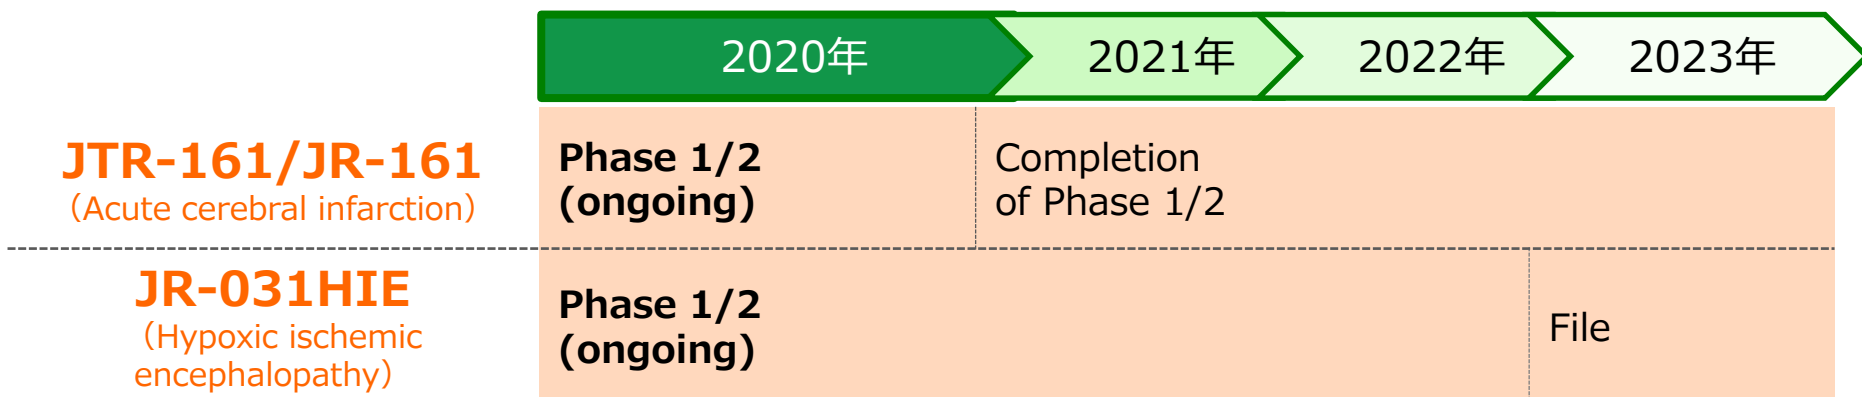 2020年
2021年
2022年
2023年
JTR-161/JR-161
（Acute cerebral infarction）
Phase 1/2
(ongoing)
Completion
of Phase 1/2
JR-031HIE
（Hypoxic ischemic
encephalopathy）
Phase 1/2
(ongoing)
File